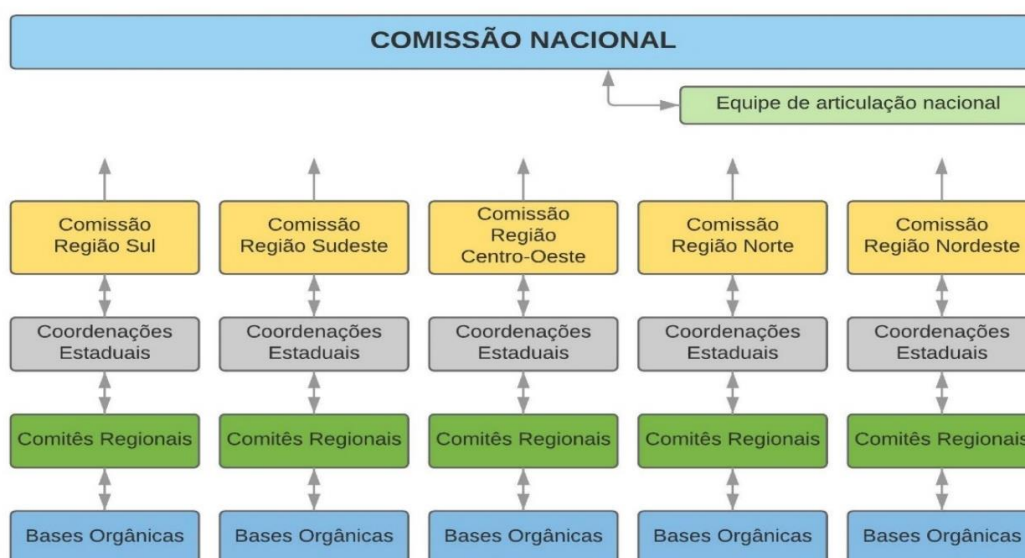 COMISSÃO NACIONAL
Equipe de articulação nacional
Comissão
Região Sul
Comissão
Região Sudeste
Comissão
Região
Centro-Oeste
Comissão
Região Norte
Comissão
Região Nordeste
Coordenações
Estaduais
Coordenações
Estaduais
Coordenações
Estaduais
Coordenações
Estaduais
Coordenações
Estaduais
Comitês Regionais
Comitês Regionais
Comitês Regionais
Comitês Regionais
Comitês Regionais
Bases Orgânicas
Bases Orgânicas
Bases Orgânicas
Bases Orgânicas
Bases Orgânicas